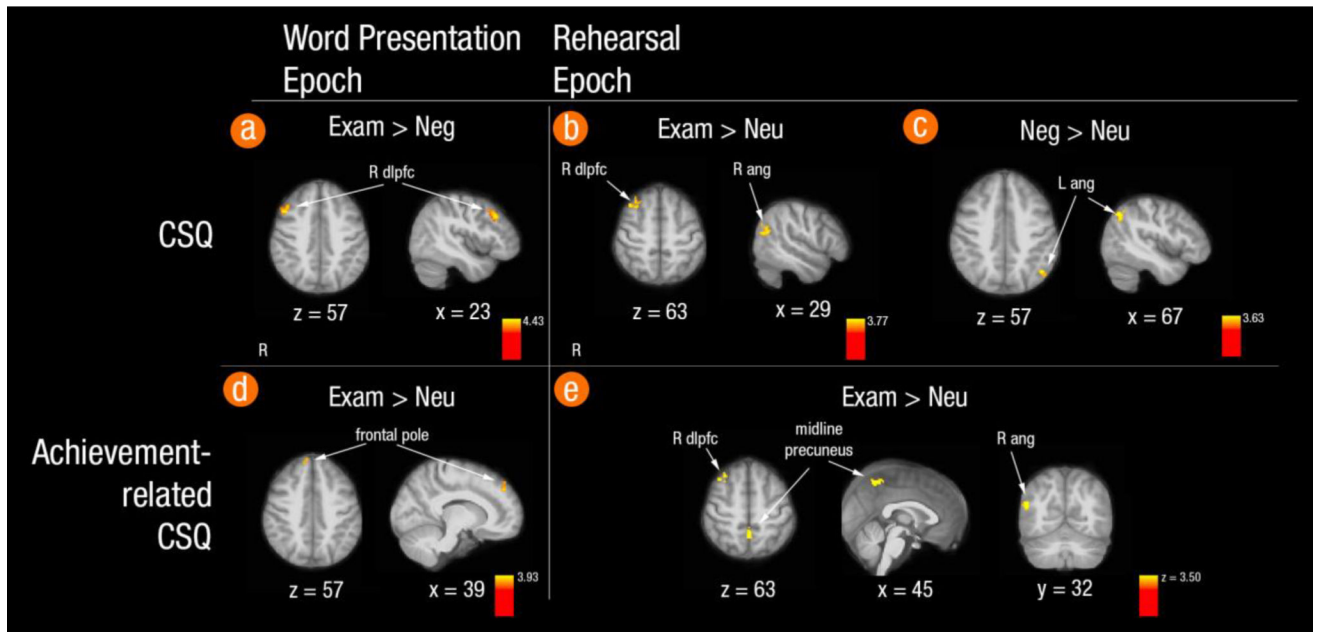 Word Presentation
Epoch
Rehearsal
Epoch
CSQ
a
Exam > Neg
R dlpfc
z = 57
x = 23
4.43
R
b
Exam > Neu
R dlpfc
R ang
z = 63
x = 29
3.77
R
c
Neg > Neu
L ang
z = 57
x = 67
3.63
Achievement-
related
CSQ
d
Exam > Neu
frontal pole
z = 57
x = 39
3.93
e
Exam > Neu
R dlpfc
midline
precuneus
R ang
z = 63
x = 45
y = 32
z = 3.50